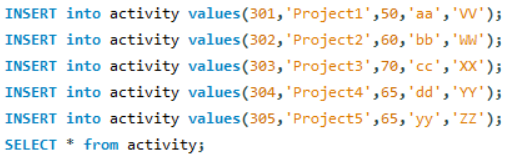 INSERT into activity values(301,'Project1',50,'aa','VV');
INSERT into activity values(302,'Project2',60,'bb','WW');
INSERT into activity values(303,'Project3',70,'cc','XX');
INSERT into activity values(304,'Project4',65,'dd','YY');
INSERT into activity values(305,'Project5',65,'yy','ZZ');
SELECT * from activity;